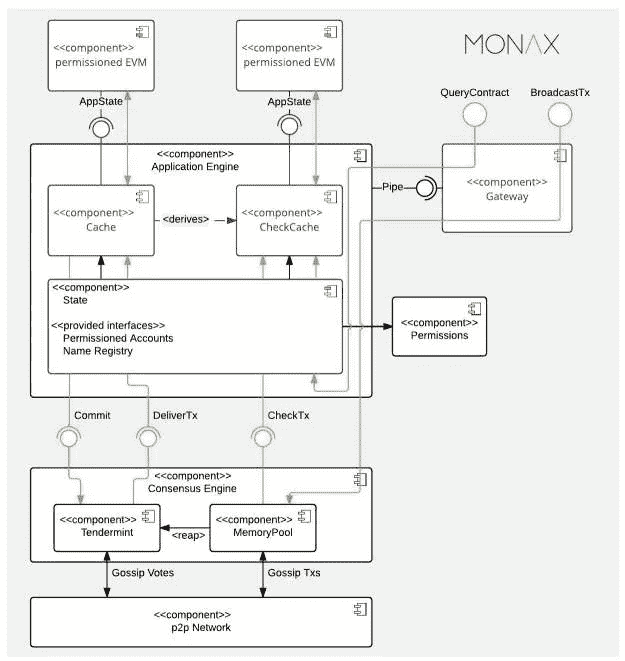 MONAX
<<component>>
permissioned EVM
<<component>>
permissioned EVM
AppState
AppState
QueryContract
BroadcastTx
<<component>>
Application Engine
<<component>>
Cache
<derives>
<<component>>
CheckCache
Pipe
<<component>>
Gateway
<<component>>
State
<<provided interfaces>>
Permissioned Accounts
Name Registry
<<component>>
Permissions
Commit
DeliverTx
CheckTx
<<component>>
Consensus Engine
<<component>>
Tendermint
<reap>
<<component>>
MemoryPool
Gossip Votes
Gossip Txs
<<component>>
p2p Network